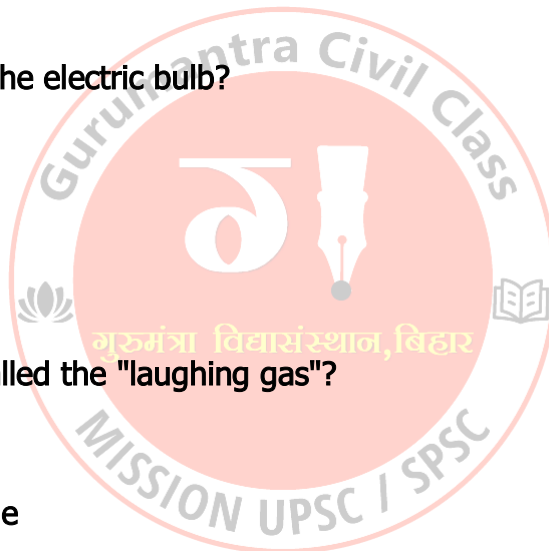 Gurumantra Civil Class
he electric bulb?
गुरुमंत्रा विद्यासंस्थान, बिहार
lled the "laughing gas"?
MISSION UPSC / SPSC
e